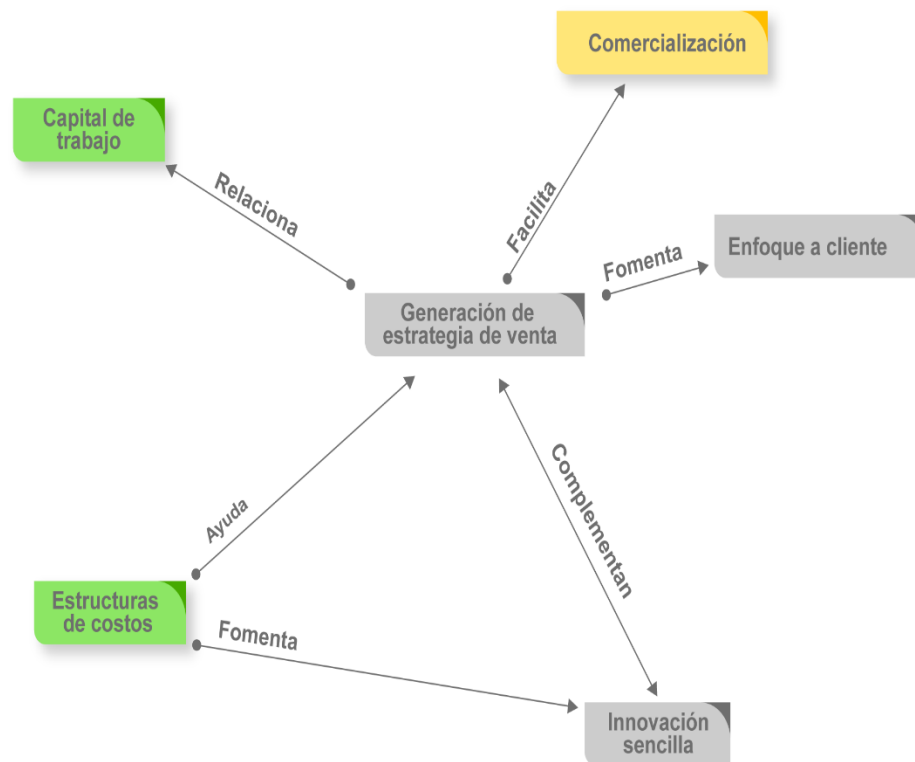 Comercialización
Capital de
trabajo
Relaciona
Facilita
Enfoque a cliente
Fomenta
Generación de
estrategia de venta
Complementan
Ayuda
Estructuras
de costos
Fomenta
Innovación
sencilla